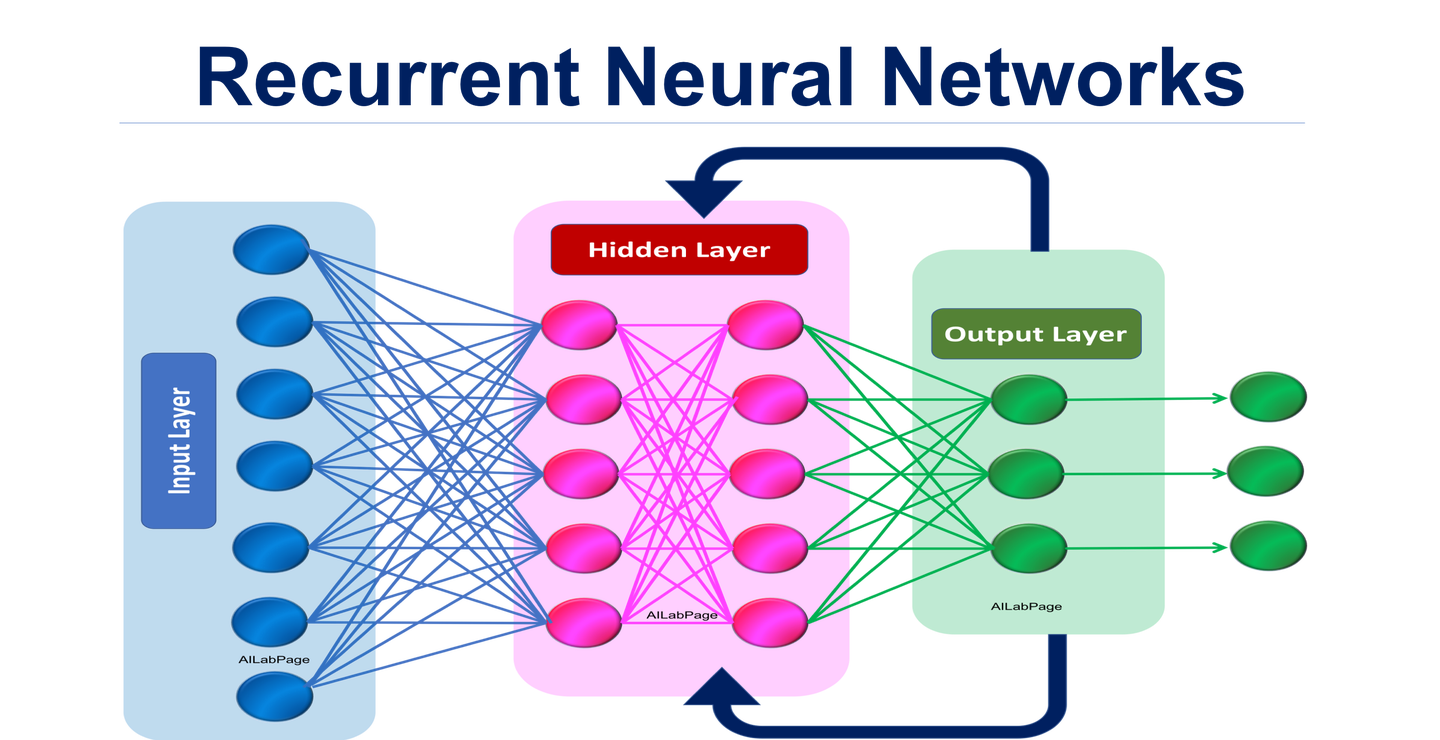 Recurrent Neural Networks
Hidden Layer
Output Layer
Input Layer
AILabPage
AILabPage
AILabPage